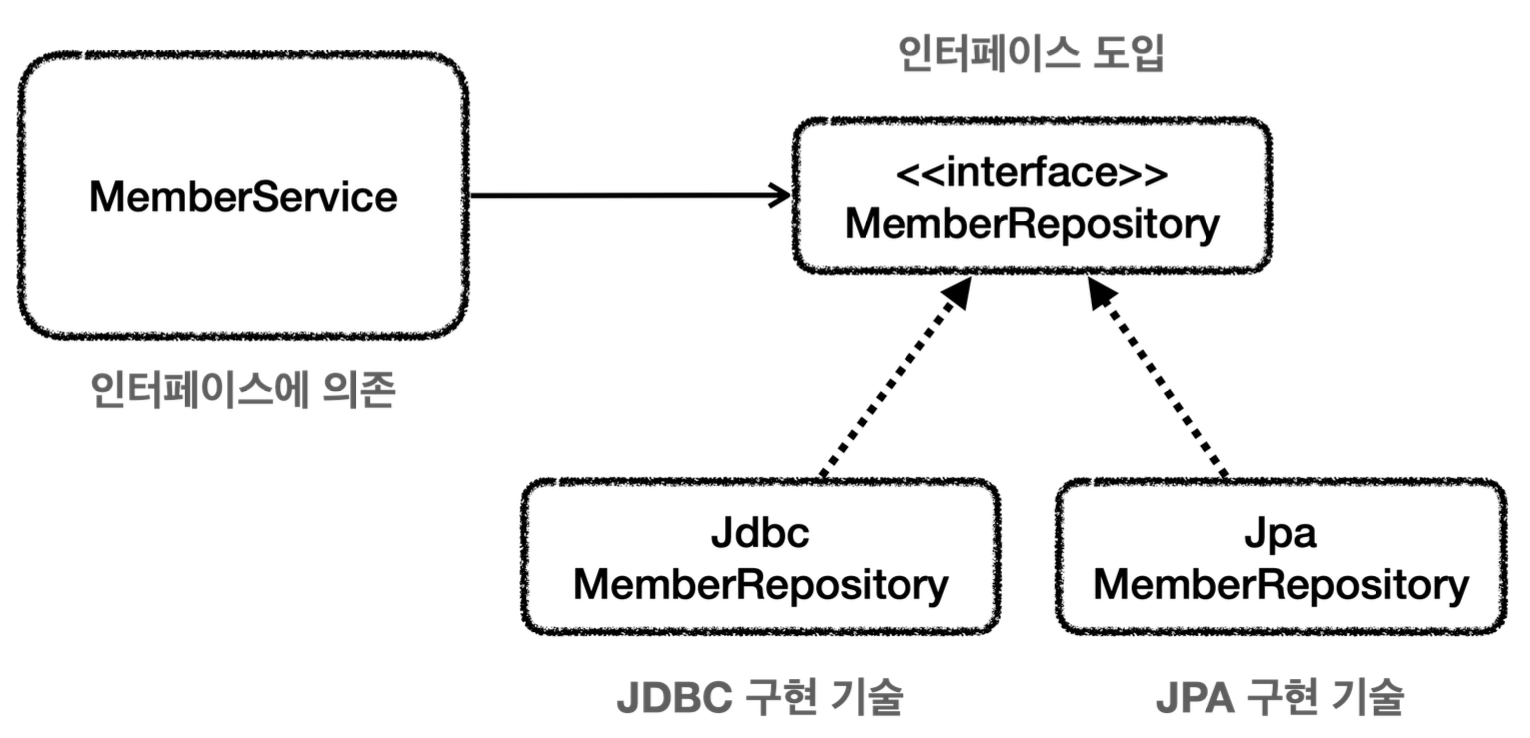 인터페이스 도입
MemberService
<<interface>>
MemberRepository
인터페이스에 의존
Jdbc
MemberRepository
Jpa
MemberRepository
JDBC 구현 기술
JPA 구현 기술